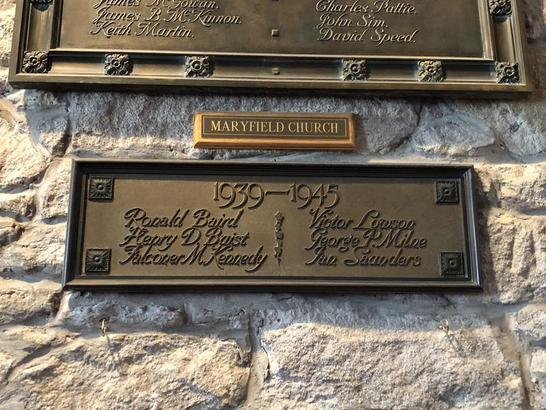 James McGowan.
James B. McKinnon.
Keith Martin.
Charles Pattie.
John Sim.
David Speed.
MARYFIELD CHURCH
1939–1945
Ronald Baird
Henry D. Buist
Falconer M. Kennedy
Victor Lowson
George P. Milne
Ian Saunders